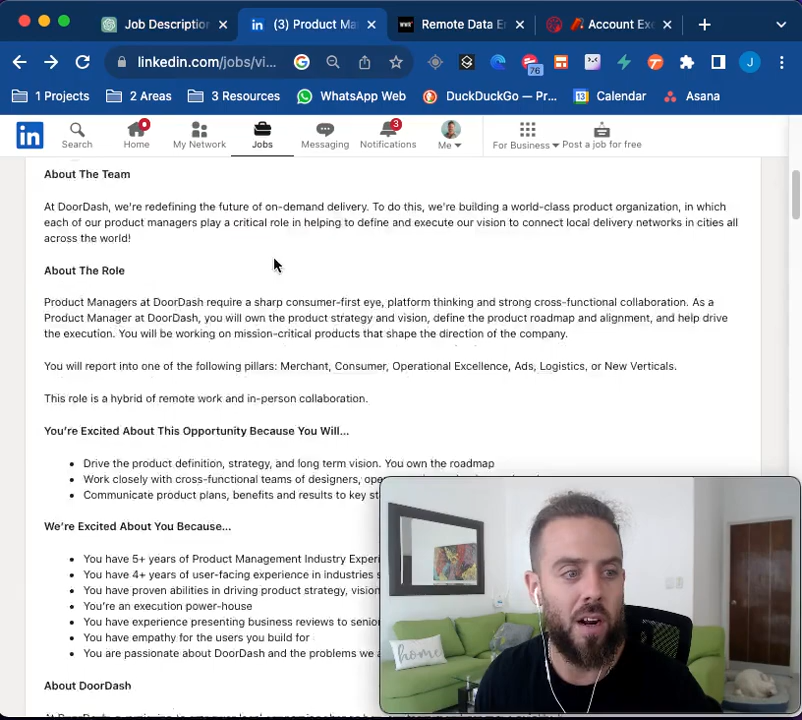 Job Description
(3) Product Ma
Remote Data E
Account Exe
linkedin.com/jobs/vi...
76
1 Projects
2 Areas
3 Resources
WhatsApp Web
DuckDuckGo — Pr...
13
Calendar
Asana
in
Search
Home
My Network
Jobs
Messaging
3
Notifications
Me
For Business
Post a job for free
About The Team
At DoorDash, we're redefining the future of on-demand delivery. To do this, we're building a world-class product organization, in which
each of our product managers play a critical role in helping to define and execute our vision to connect local delivery networks in cities all
across the world!
About The Role
Product Managers at DoorDash require a sharp consumer-first eye, platform thinking and strong cross-functional collaboration. As a
Product Manager at DoorDash, you will own the product strategy and vision, define the product roadmap and alignment, and help drive
the execution. You will be working on mission-critical products that shape the direction of the company.
You will report into one of the following pillars: Merchant, Consumer, Operational Excellence, Ads, Logistics, or New Verticals.
This role is a hybrid of remote work and in-person collaboration.
You're Excited About This Opportunity Because You Will...
• Drive the product definition, strategy, and long term vision. You own the roadmap
• Work closely with cross-functional teams of designers, ope
• Communicate product plans, benefits and results to key st
We're Excited About You Because...
• You have 5+ years of Product Management Industry Experi
• You have 4+ years of user-facing experience in industries s
• You have proven abilities in driving product strategy, vision
• You're an execution power-house
• You have experience presenting business reviews to senior
• You have empathy for the users you build for
• You are passionate about DoorDash and the problems we a
About DoorDash
home